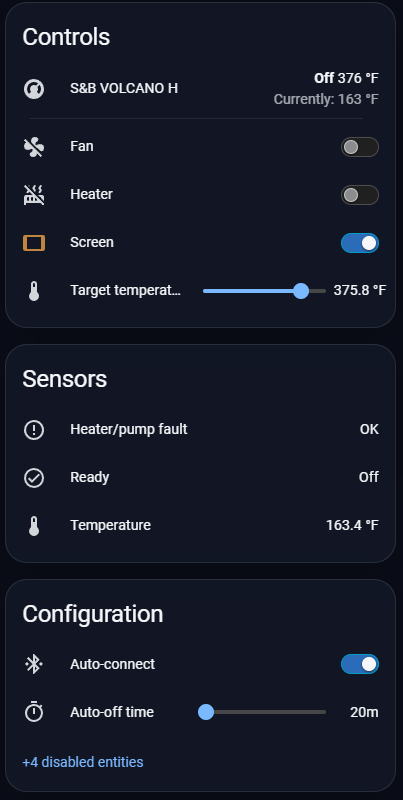 Controls
S&B VOLCANO H
Off 376 °F
Currently: 163 °F
Fan
Heater
Screen
Target temperat... 375.8 °F
Sensors
Heater/pump fault OK
Ready Off
Temperature 163.4 °F
Configuration
Auto-connect
Auto-off time 20m
+4 disabled entities